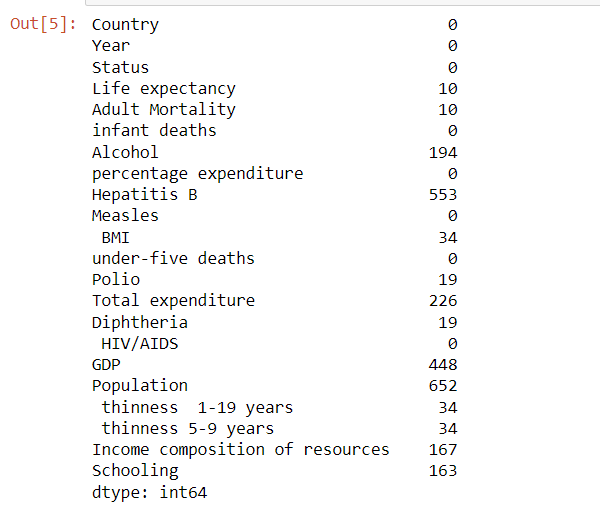 Out[5]: Country 0
Year 0
Status 0
Life expectancy 10
Adult Mortality 10
infant deaths 0
Alcohol 194
percentage expenditure 0
Hepatitis B 553
Measles 0
BMI 34
under-five deaths 0
Polio 19
Total expenditure 226
Diphtheria 19
HIV/AIDS 0
GDP 448
Population 652
thinness  1-19 years 34
thinness 5-9 years 34
Income composition of resources 167
Schooling 163
dtype: int64